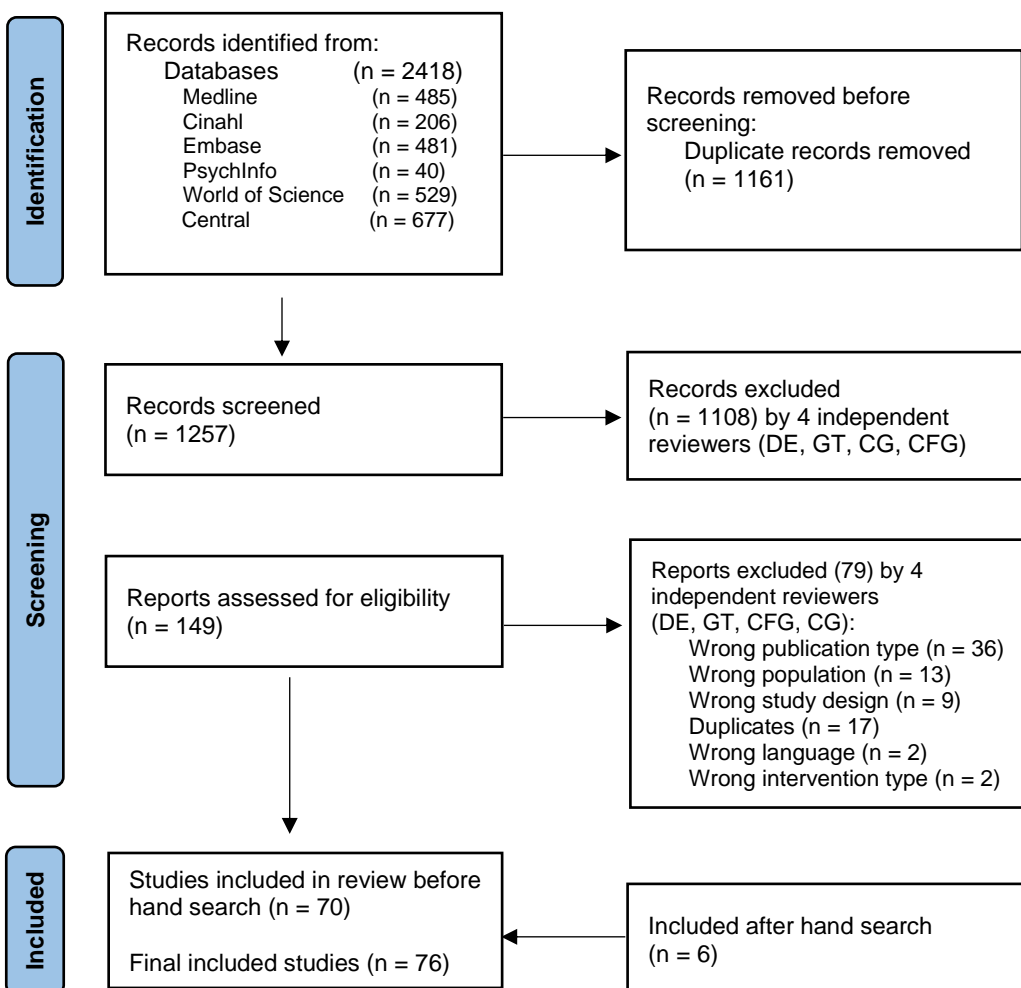 Identification
Records identified from:
Databases (n = 2418)
Medline (n = 485)
Cinahl (n = 206)
Embase (n = 481)
PsychInfo (n = 40)
World of Science (n = 529)
Central (n = 677)
Records removed before
screening:
Duplicate records removed
(n = 1161)
Screening
Records screened
(n = 1257)
Records excluded
(n = 1108) by 4 independent
reviewers (DE, GT, CG, CFG)
Reports assessed for eligibility
(n = 149)
Reports excluded (79) by 4
independent reviewers
(DE, GT, CFG, CG):
Wrong publication type (n = 36)
Wrong population (n = 13)
Wrong study design (n = 9)
Duplicates (n = 17)
Wrong language (n = 2)
Wrong intervention type (n = 2)
Included
Studies included in review before
hand search (n = 70)
Final included studies (n = 76)
Included after hand search
(n = 6)